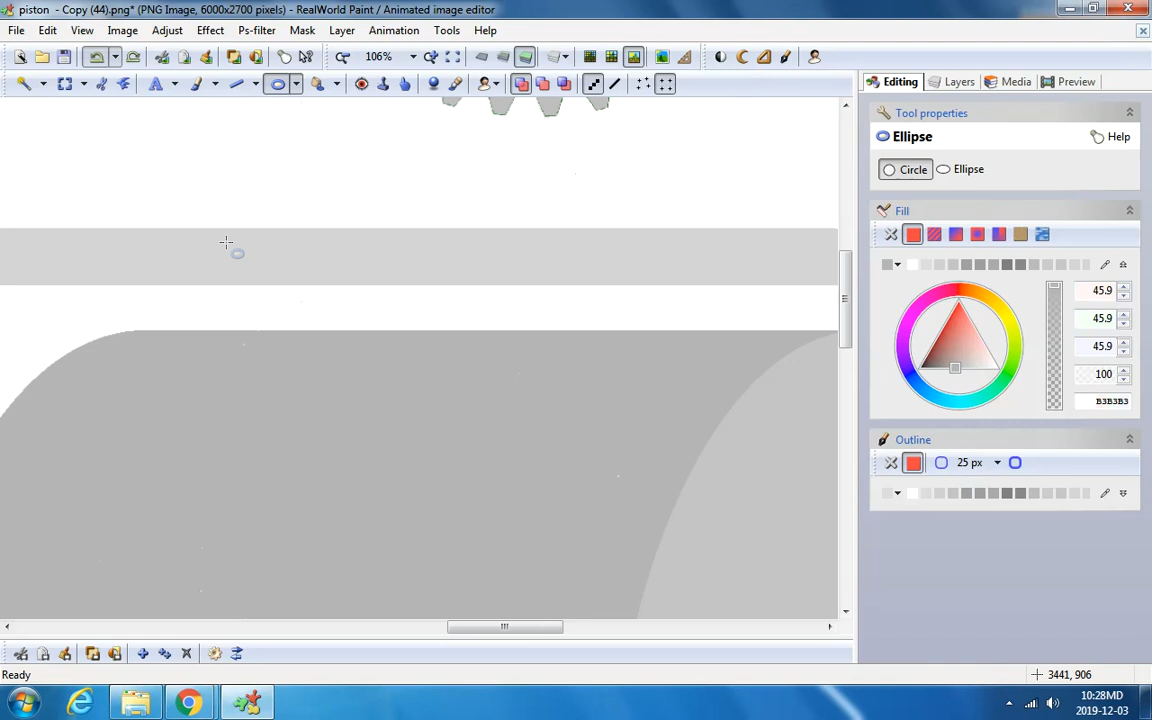 piston  - Copy (44).png* (PNG Image, 6000x2700 pixels) - RealWorld Paint / Animated image editor
File Edit View Image Adjust Effect Ps-filter Mask Layer Animation Tools Help
106%
Editing Layers Media Preview
Tool properties
Ellipse Help
Circle Ellipse
Fill
45.9
45.9
45.9
100
B3B3B3
Outline
25 px
Ready
3441, 906
10:28MD
2019-12-03